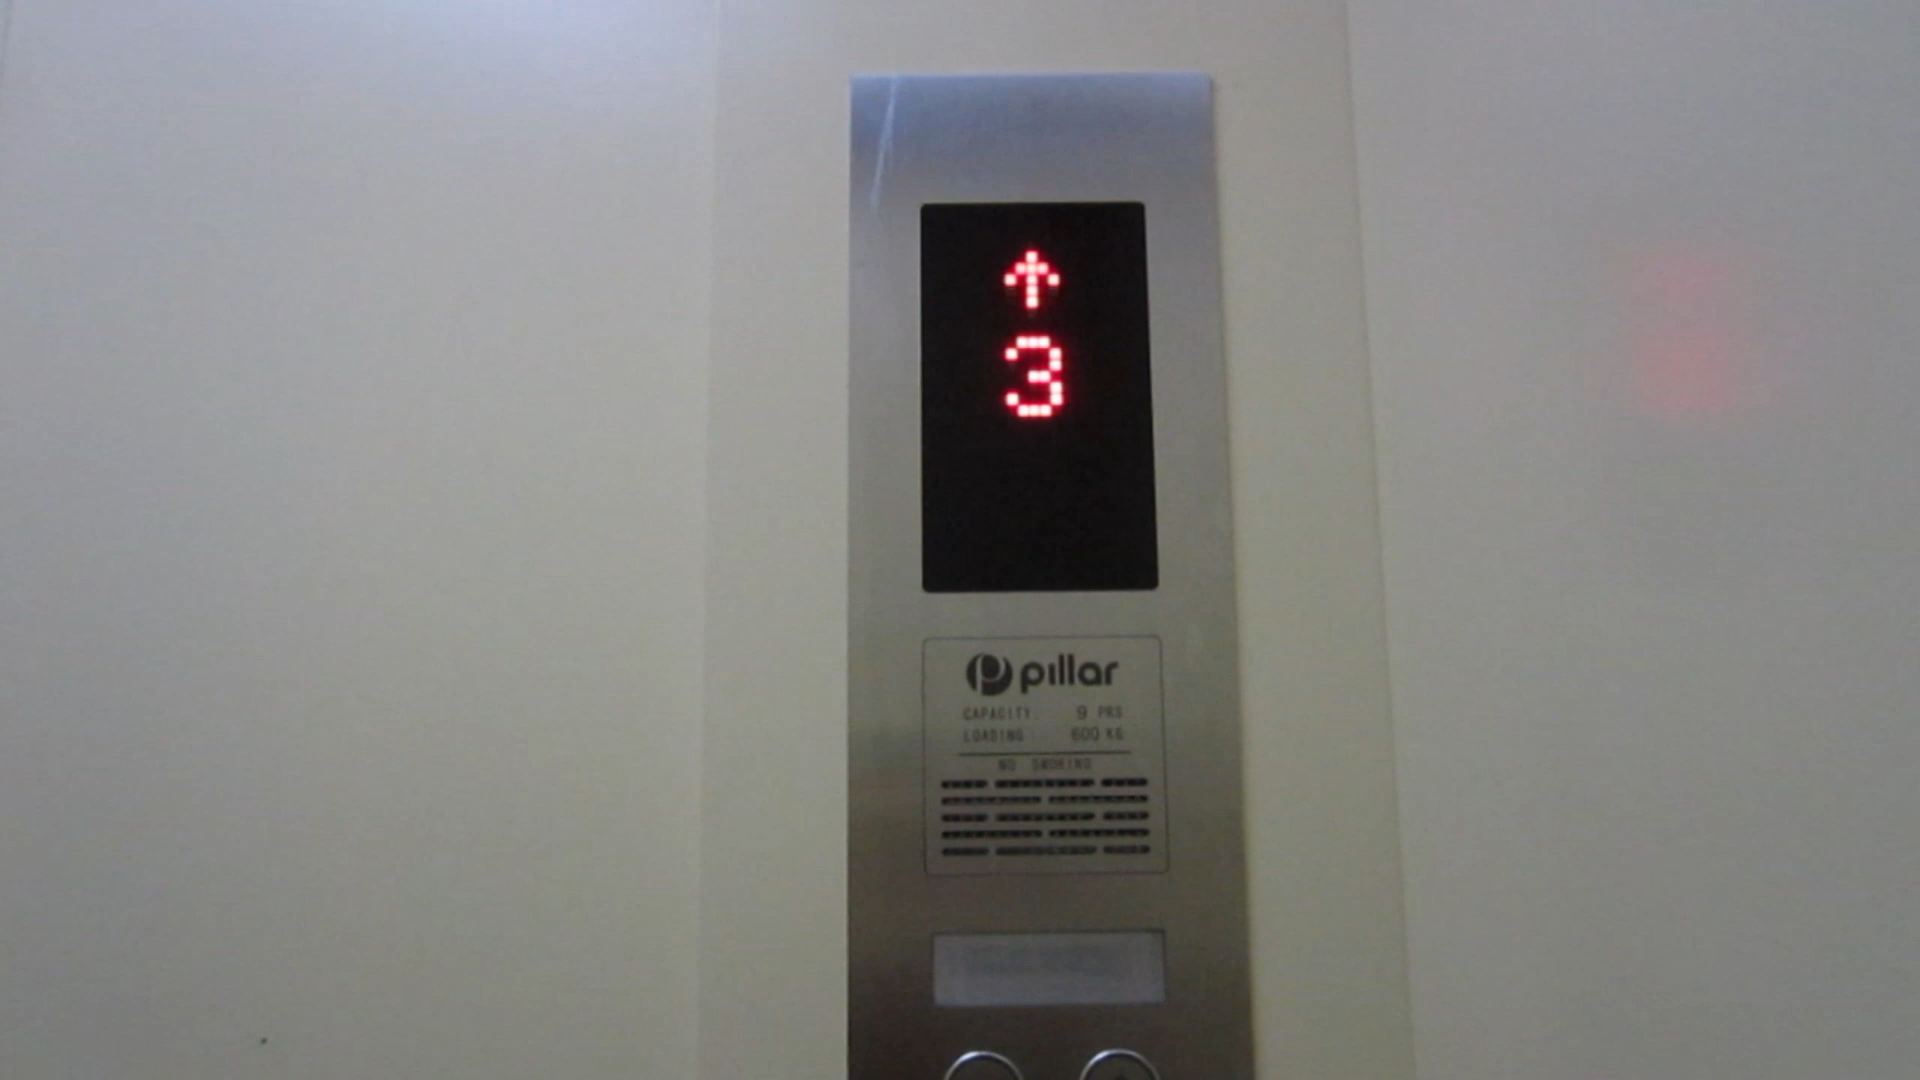 ↑
3
pillar
CAPACITY: 9 PRS
LOADING : 600 KG
NO SMOKING